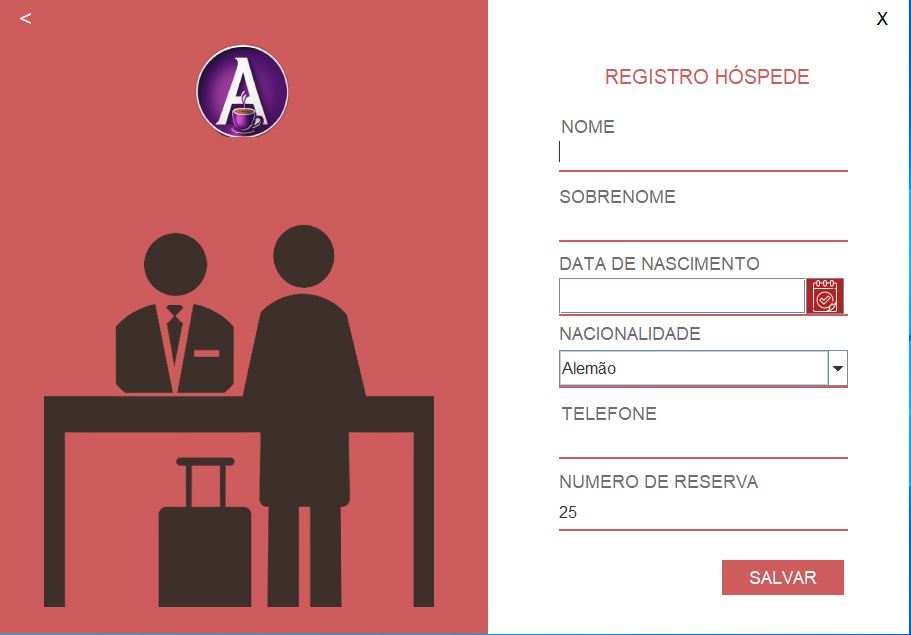 <
X
A
REGISTRO HÓSPEDE
NOME
SOBRENOME
DATA DE NASCIMENTO
NACIONALIDADE
Alemão
TELEFONE
NUMERO DE RESERVA
25
SALVAR